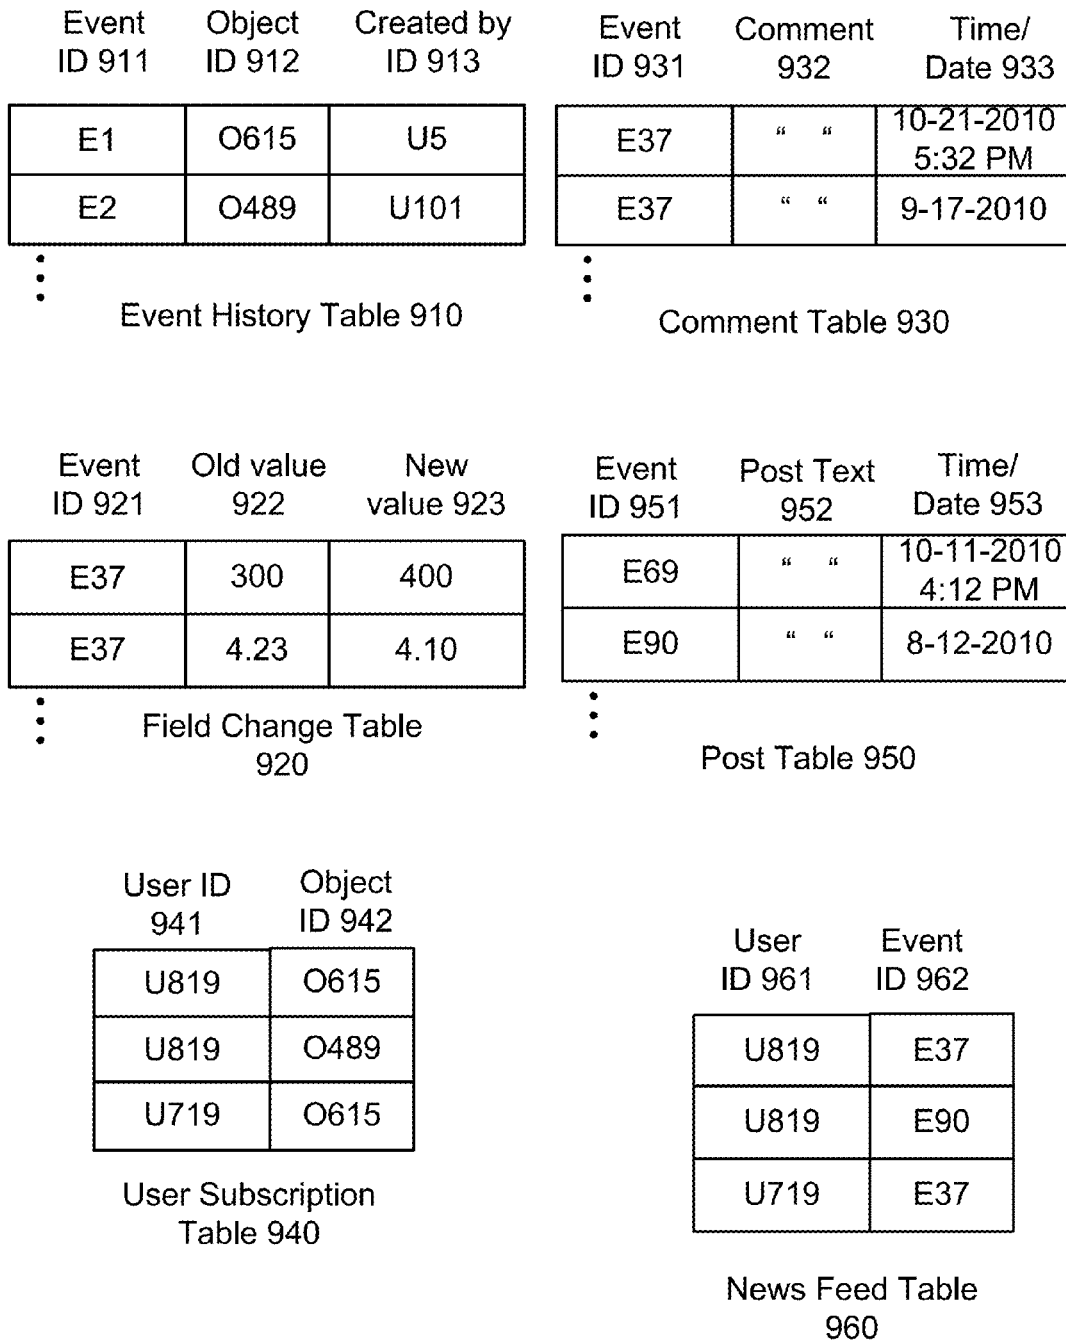 Event ID 911 Object ID 912 Created by ID 913
E1 O615 U5
E2 O489 U101
Event History Table 910
Event ID 931 Comment 932 Time/ Date 933
E37 “ “ 10-21-2010 5:32 PM
E37 “ “ 9-17-2010
Comment Table 930
Event ID 921 Old value 922 New value 923
E37 300 400
E37 4.23 4.10
Field Change Table
920
Event ID 951 Post Text 952 Time/ Date 953
E69 “ “ 10-11-2010 4:12 PM
E90 “ “ 8-12-2010
Post Table 950
User ID 941 Object ID 942
U819 O615
U819 O489
U719 O615
User Subscription
Table 940
User ID 961 Event ID 962
U819 E37
U819 E90
U719 E37
News Feed Table
960